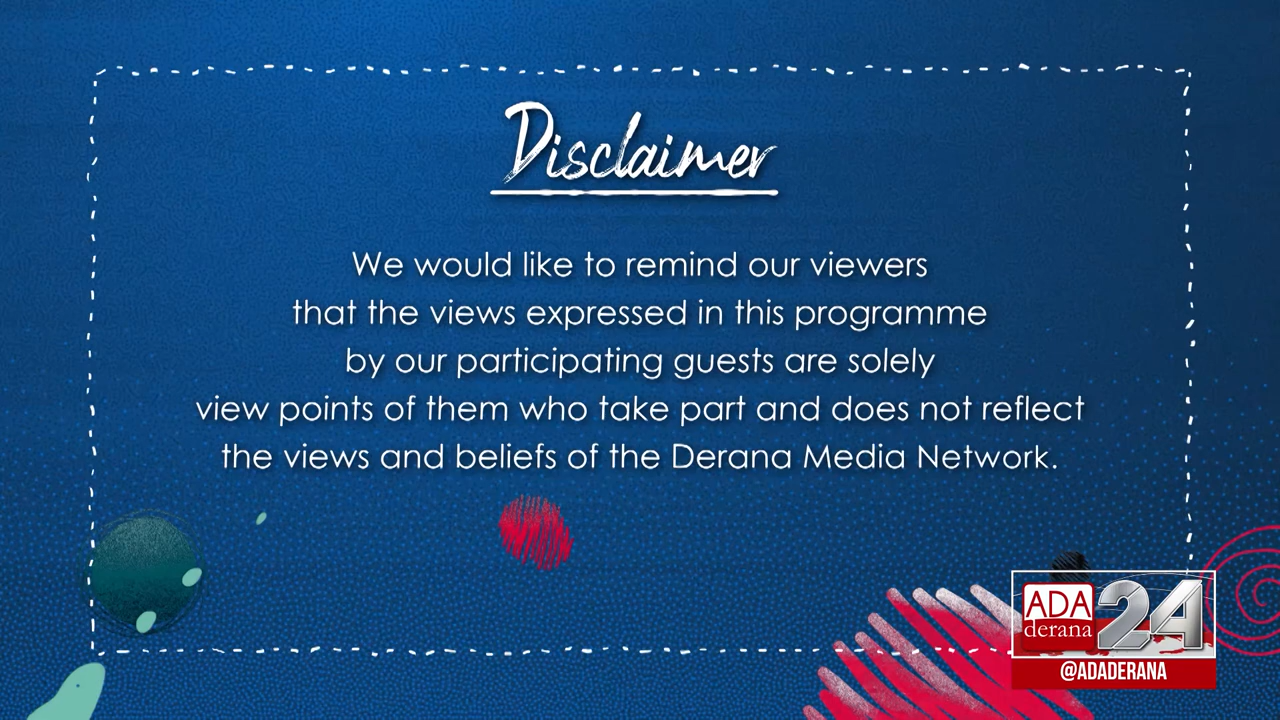 Disclaimer
We would like to remind our viewers
that the views expressed in this programme
by our participating guests are solely
view points of them who take part and does not reflect
the views and beliefs of the Derana Media Network.
ADA
derana
24
@ADADERANA